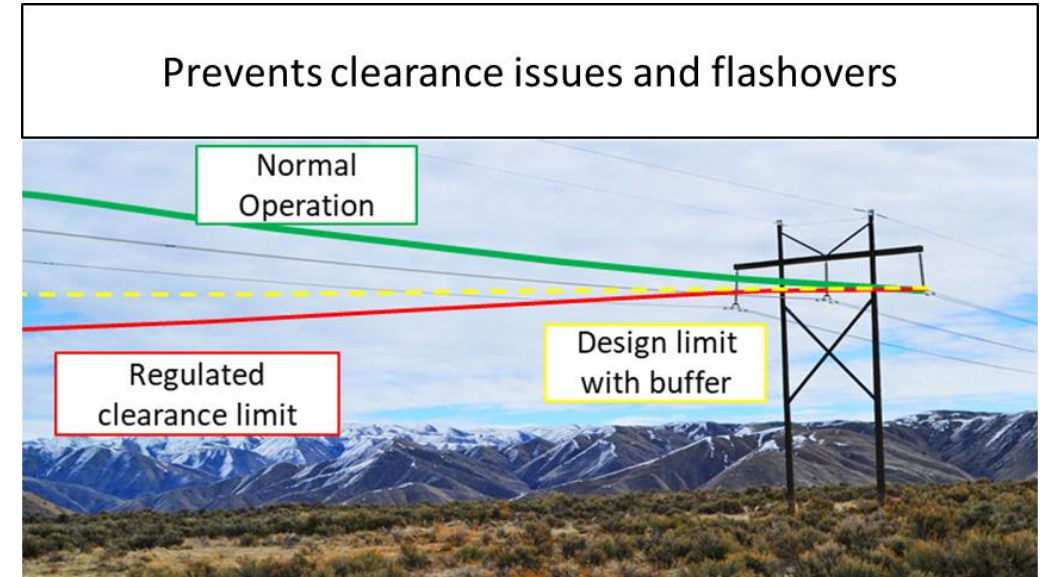 Prevents clearance issues and flashovers
Normal
Operation
Design limit
with buffer
Regulated
clearance limit